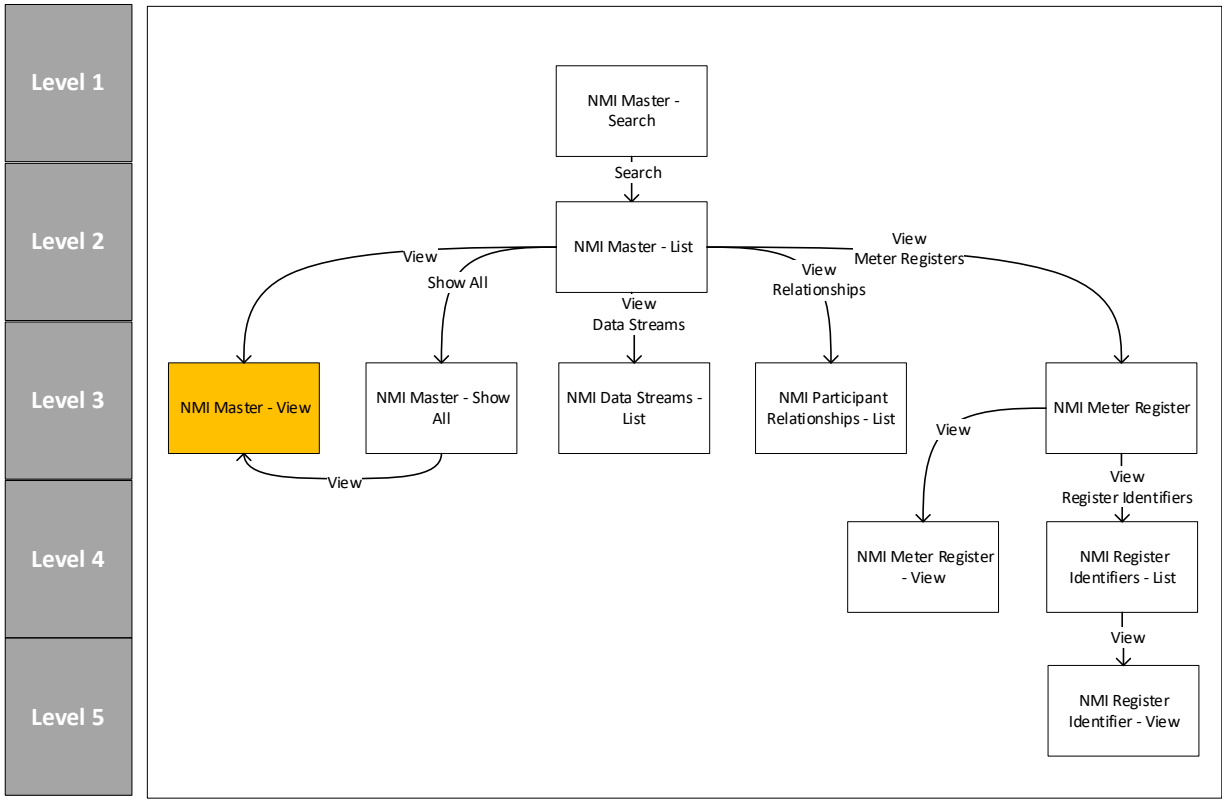 Level 1
NMI Master -
Search
Search
Level 2
NMI Master - List
View
Show All
View
Data Streams
View
Relationships
View
Meter Registers
Level 3
NMI Master - View
NMI Master - Show
All
NMI Data Streams -
List
NMI Participant
Relationships - List
NMI Meter Register
View
View
View
Register Identifiers
Level 4
NMI Meter Register
- View
NMI Register
Identifiers - List
View
Level 5
NMI Register
Identifier - View